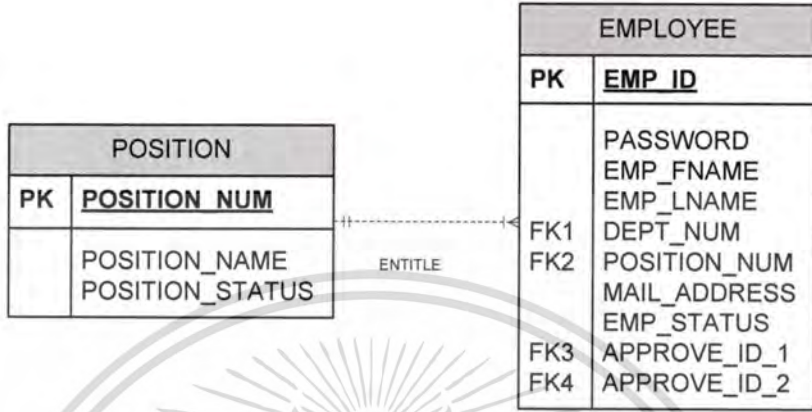 POSITION
PK POSITION_NUM
POSITION_NAME
POSITION_STATUS
ENTITLE
EMPLOYEE
PK EMP_ID
PASSWORD
EMP_FNAME
EMP_LNAME
FK1 DEPT_NUM
FK2 POSITION_NUM
MAIL_ADDRESS
EMP_STATUS
FK3 APPROVE_ID_1
FK4 APPROVE_ID_2